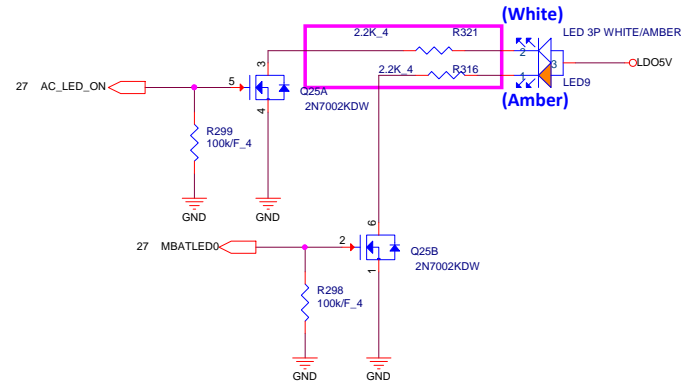 (White)
2.2K_4 R321 LED 3P WHITE/AMBER
3 2
2.2K_4 R316 1 3 LDO5V
27 AC_LED_ON 5 Q25A LED9
2N7002KDW (Amber)
4
R299
100k/F_4
GND GND
6
27 MBATLED0 2 Q25B
2N7002KDW
1
R298
100k/F_4
GND GND